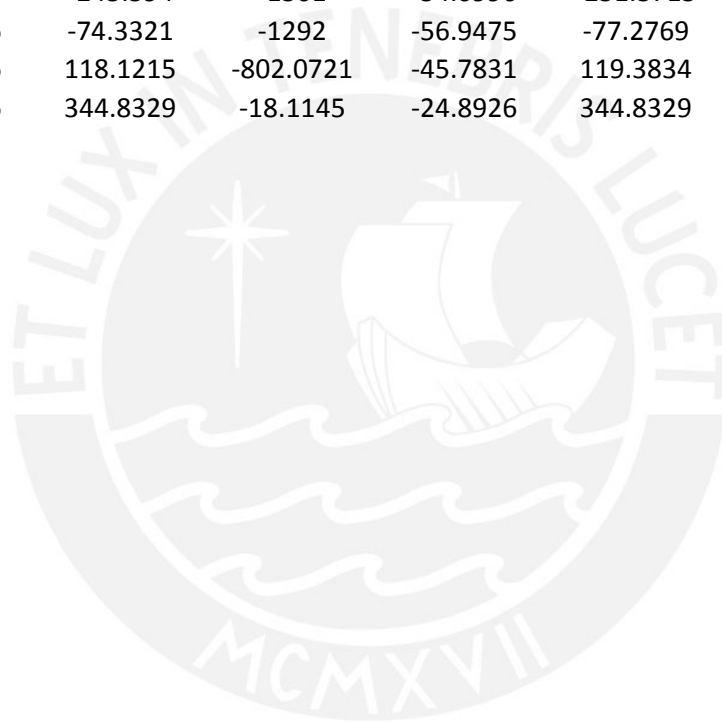 -74.3321 -1292 -56.9475 -77.2769
118.1215 -802.0721 -45.7831 119.3834
344.8329 -18.1145 -24.8926 344.8329
ET LUX IN TENEBRIS LUCET
MCMXVII